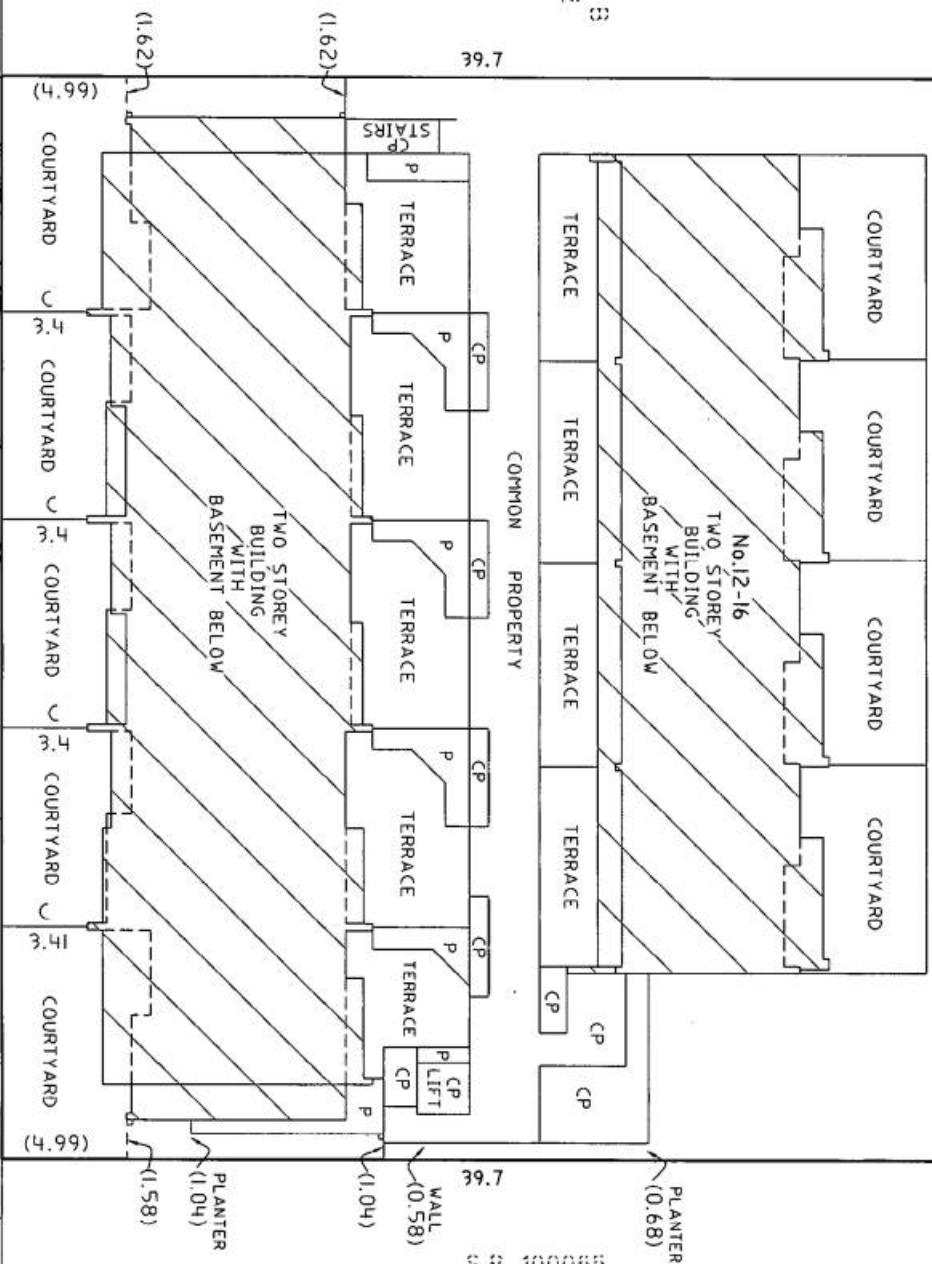 39.7
(1.62)
(1.62)
(4.99)
COURTYARD
COURTYARD
COURTYARD
COURTYARD
TERRACE
TERRACE
TERRACE
TERRACE
No.12-16
TWO STOREY
BUILDING
WITH
BASEMENT BELOW
COMMON PROPERTY
CP
STAIRS
P
TERRACE
CP
P
TERRACE
CP
P
TERRACE
CP
P
TERRACE
CP
P
TERRACE
CP
CP
CP
P
CP
LIFT
CP
P
TWO STOREY
BUILDING
WITH
BASEMENT BELOW
COURTYARD
C
3.4
COURTYARD
C
3.4
COURTYARD
C
3.4
COURTYARD
C
3.41
COURTYARD
(4.99)
(1.58)
PLANTER
(1.04)
(1.04)
WALL
(0.58)
PLANTER
(0.68)
39.7